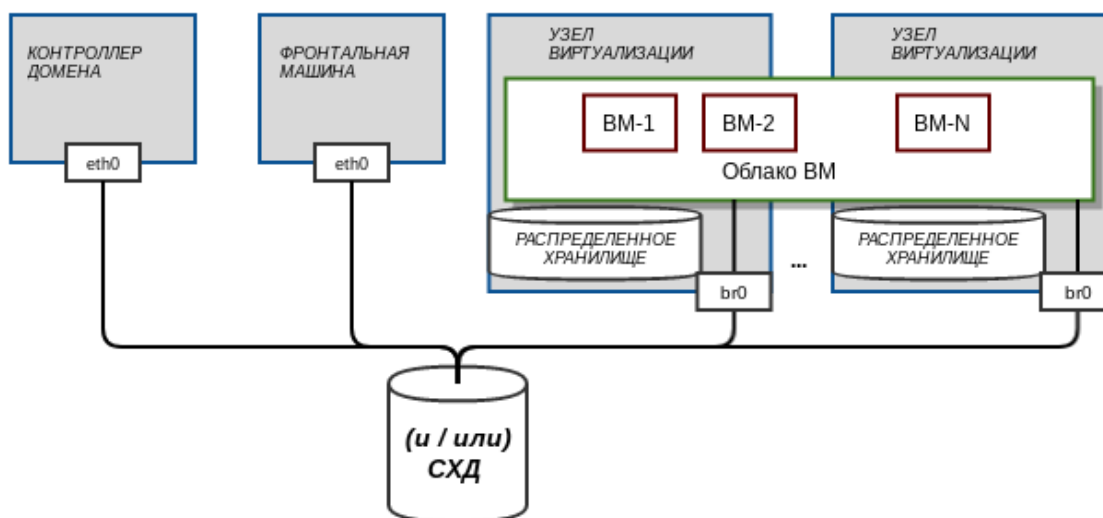 КОНТРОЛЛЕР
ДОМЕНА
eth0
ФРОНТАЛЬНАЯ
МАШИНА
eth0
УЗЕЛ
ВИРТУАЛИЗАЦИИ
УЗЕЛ
ВИРТУАЛИЗАЦИИ
ВМ-1
ВМ-2
ВМ-N
Облако ВМ
РАСПРЕДЕЛЕННОЕ
ХРАНИЛИЩЕ
br0
...
РАСПРЕДЕЛЕННОЕ
ХРАНИЛИЩЕ
br0
(и / или)
СХД